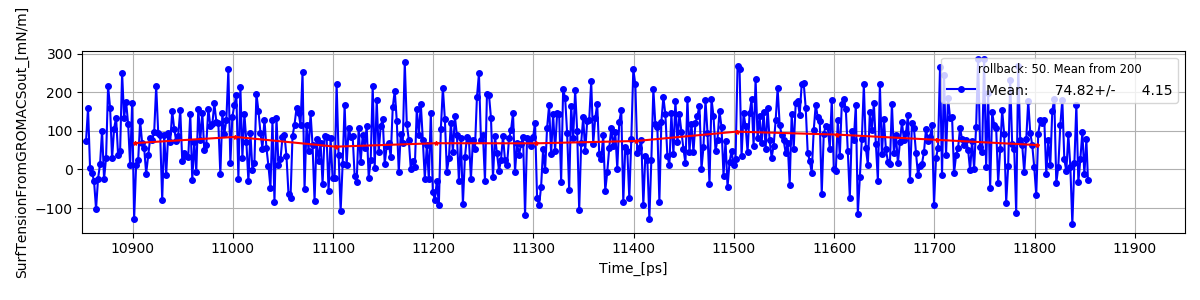 SurfTensionFromGROMACSout_[mN/m]
300
200
100
0
−100
rollback: 50. Mean from 200
Mean: 74.82+/- 4.15
10900 11000 11100 11200 11300 11400 11500 11600 11700 11800 11900
Time_[ps]